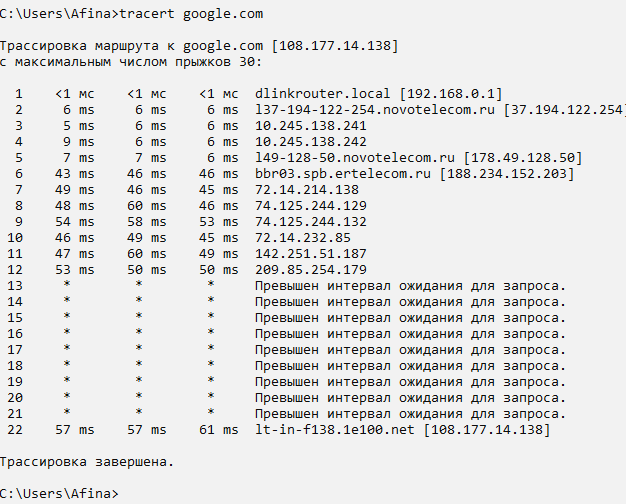 C:\Users\Afina>tracert google.com
Трассировка маршрута к google.com [108.177.14.138]
с максимальным числом прыжков 30:
1 <1 мс <1 мс <1 мс dlinkrouter.local [192.168.0.1]
2 6 ms 6 ms 6 ms l37-194-122-254.novotelecom.ru [37.194.122.254]
3 5 ms 6 ms 6 ms 10.245.138.241
4 9 ms 6 ms 6 ms 10.245.138.242
5 7 ms 7 ms 6 ms l49-128-50.novotelecom.ru [178.49.128.50]
6 43 ms 46 ms 46 ms bbr03.spb.ertelecom.ru [188.234.152.203]
7 49 ms 46 ms 45 ms 72.14.214.138
8 48 ms 60 ms 46 ms 74.125.244.129
9 54 ms 58 ms 53 ms 74.125.244.132
10 46 ms 49 ms 45 ms 72.14.232.85
11 47 ms 60 ms 49 ms 142.251.51.187
12 53 ms 50 ms 50 ms 209.85.254.179
13 * * * Превышен интервал ожидания для запроса.
14 * * * Превышен интервал ожидания для запроса.
15 * * * Превышен интервал ожидания для запроса.
16 * * * Превышен интервал ожидания для запроса.
17 * * * Превышен интервал ожидания для запроса.
18 * * * Превышен интервал ожидания для запроса.
19 * * * Превышен интервал ожидания для запроса.
20 * * * Превышен интервал ожидания для запроса.
21 * * * Превышен интервал ожидания для запроса.
22 57 ms 57 ms 61 ms lt-in-f138.1e100.net [108.177.14.138]
Трассировка завершена.
C:\Users\Afina>